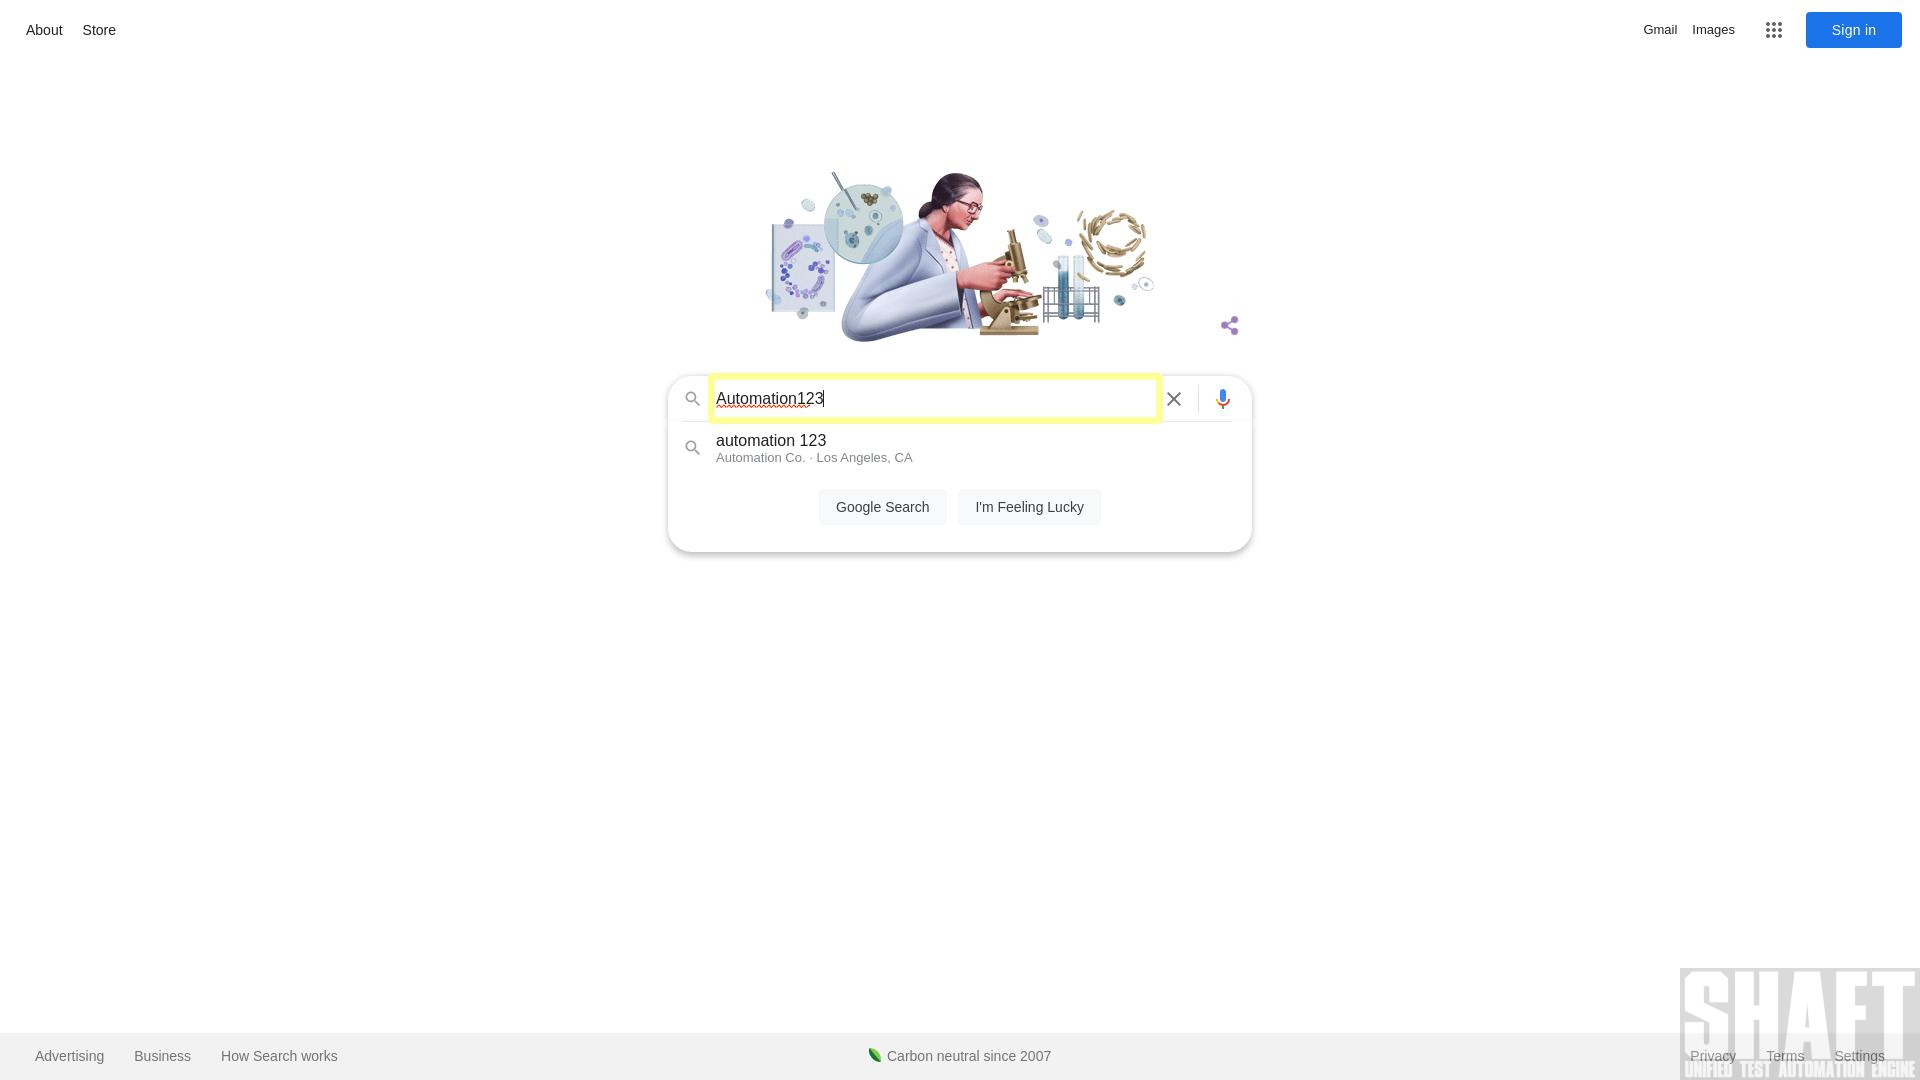 About Store
Gmail Images Sign in
Automation123
automation 123
Automation Co. · Los Angeles, CA
Google Search I'm Feeling Lucky
Advertising Business How Search works
Carbon neutral since 2007
Privacy Terms Settings
SHAFT
UNIFIED TEST AUTOMATION ENGINE